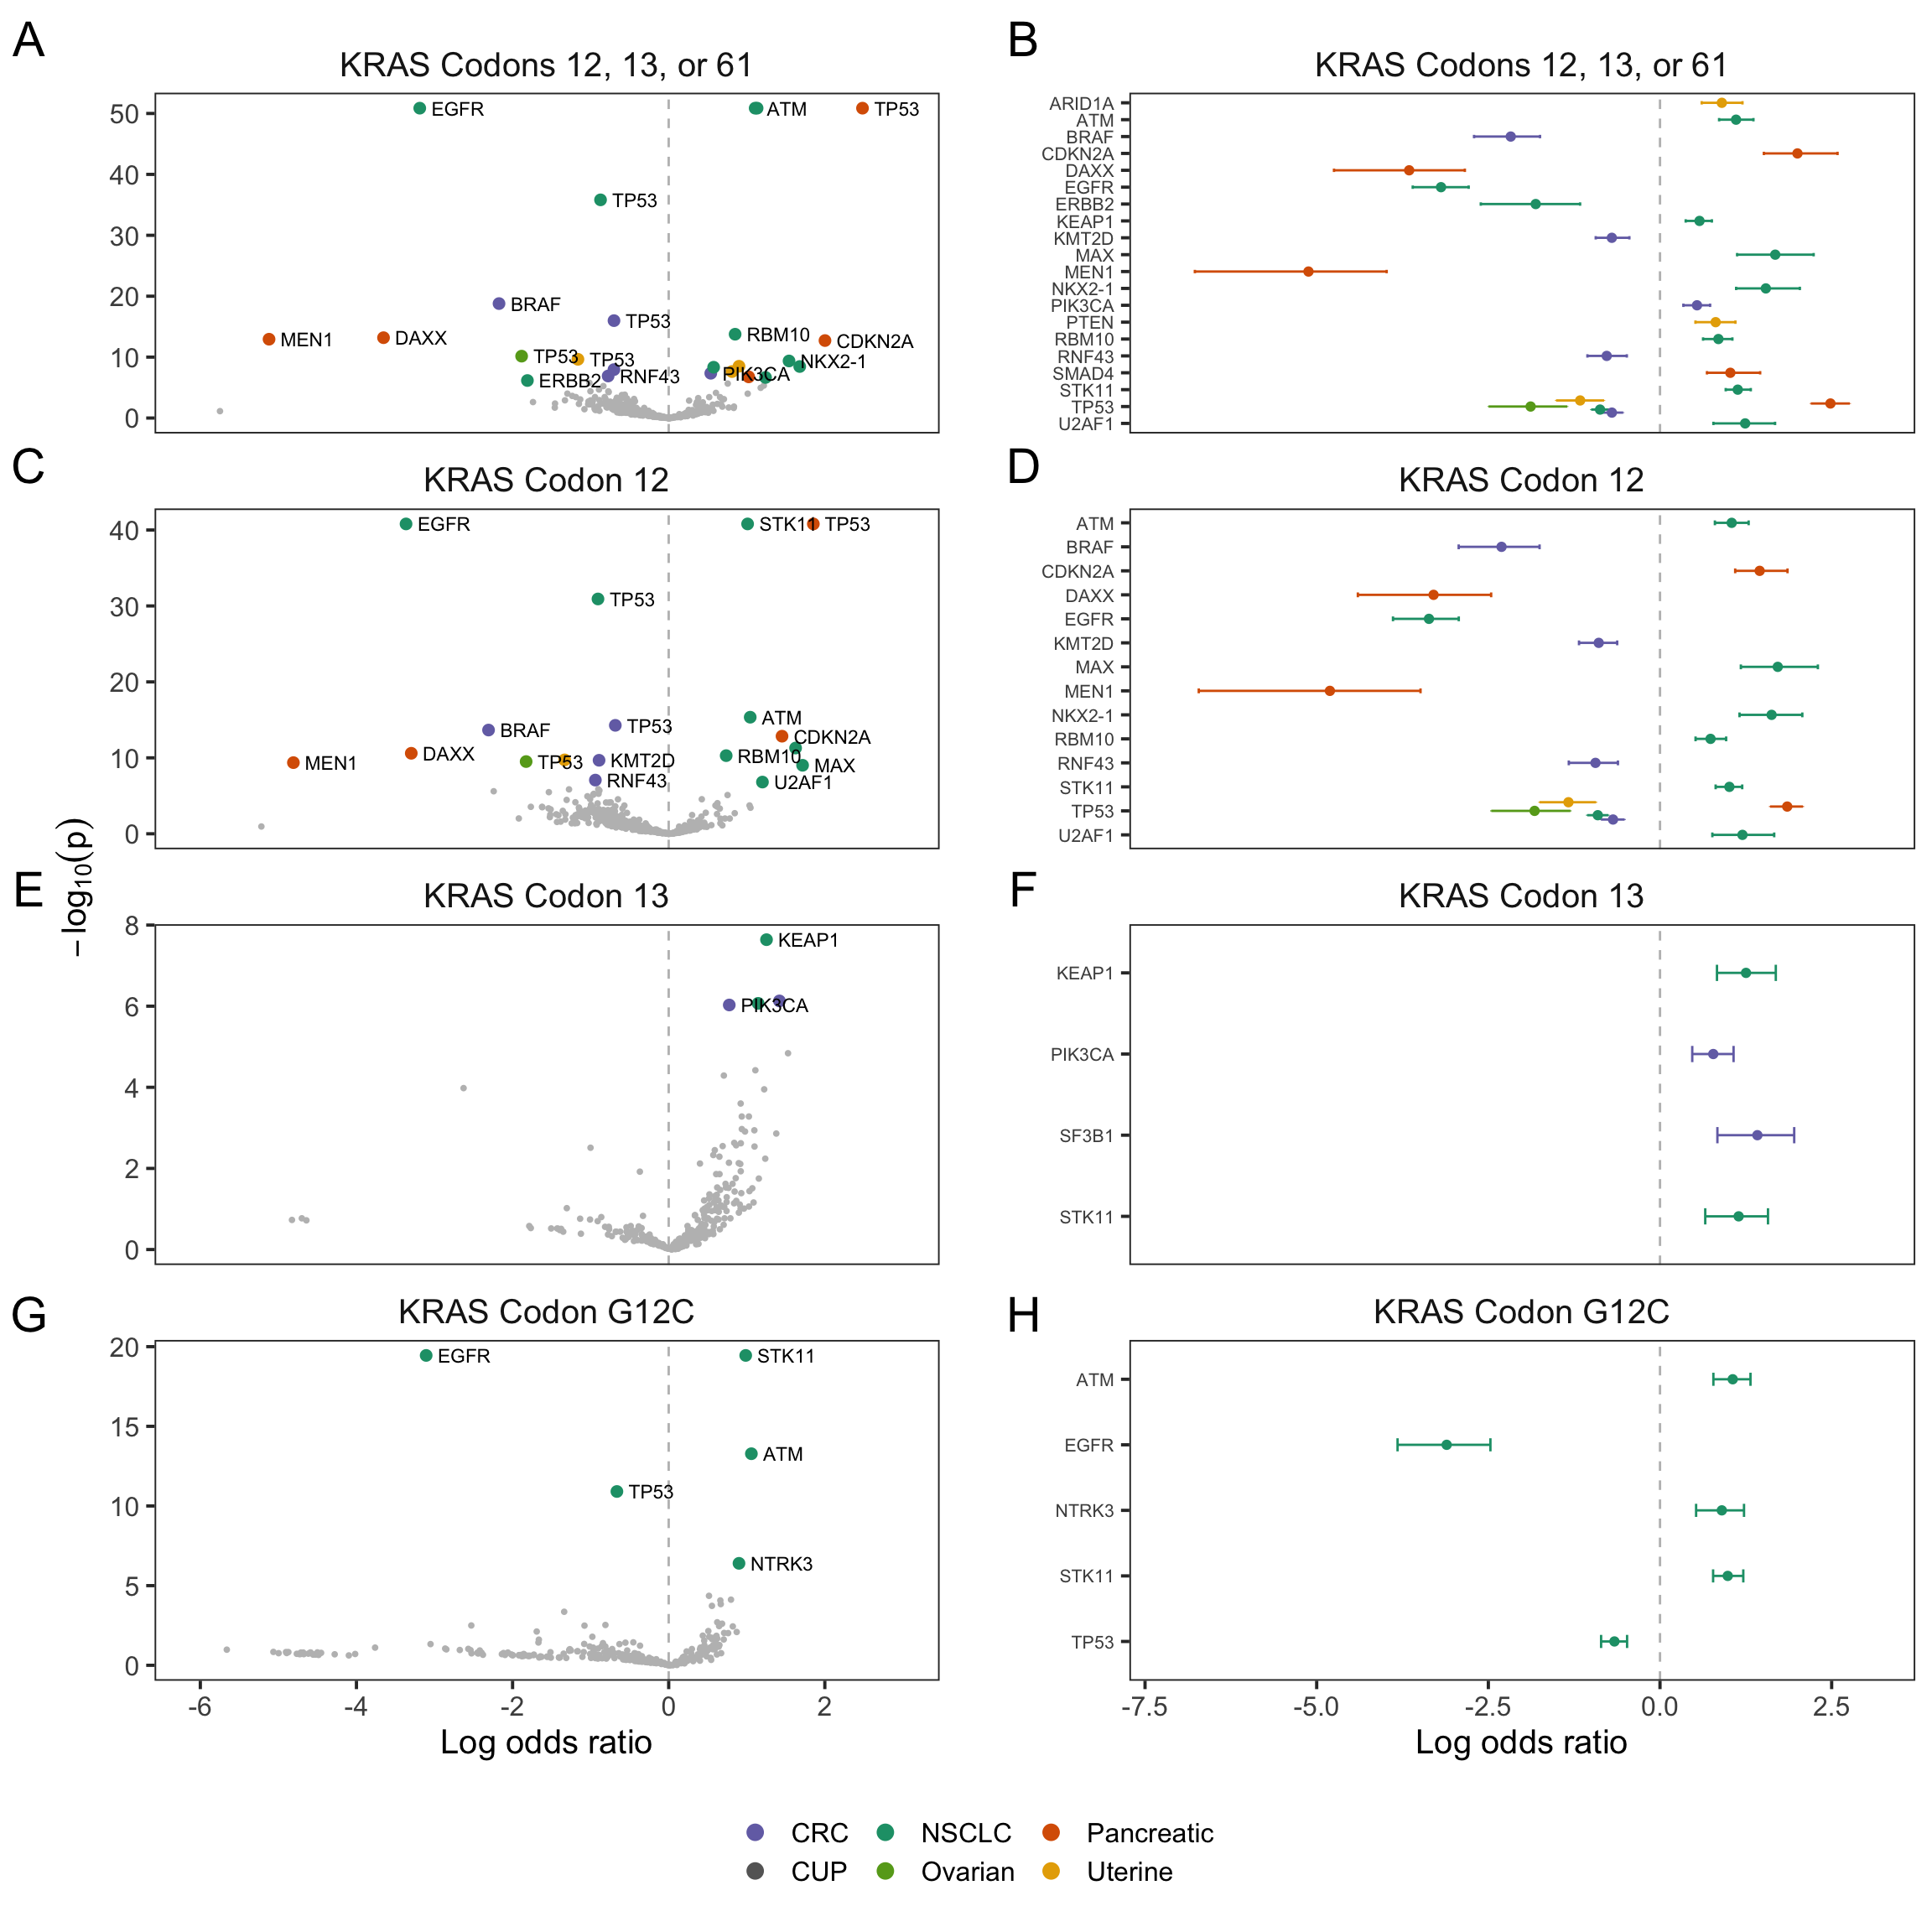 A
KRAS Codons 12, 13, or 61
50
40
30
20
10
0
EGFR
ATM
TP53
TP53
BRAF
TP53
MEN1
DAXX
RBM10
CDKN2A
TP53
TP53
NKX2-1
ERBB2
RNF43
PIK3CA
B
KRAS Codons 12, 13, or 61
ARID1A
ATM
BRAF
CDKN2A
DAXX
EGFR
ERBB2
KEAP1
KMT2D
MAX
MEN1
NKX2-1
PIK3CA
PTEN
RBM10
RNF43
SMAD4
STK11
TP53
U2AF1
C
KRAS Codon 12
40
30
20
10
0
EGFR
STK11
TP53
TP53
BRAF
TP53
ATM
CDKN2A
MEN1
DAXX
TP53
KMT2D
RBM10
MAX
RNF43
U2AF1
D
KRAS Codon 12
ATM
BRAF
CDKN2A
DAXX
EGFR
KMT2D
MAX
MEN1
NKX2-1
RBM10
RNF43
STK11
TP53
U2AF1
−log10(p)
E
KRAS Codon 13
8
6
4
2
0
KEAP1
PIK3CA
F
KRAS Codon 13
KEAP1
PIK3CA
SF3B1
STK11
G
KRAS Codon G12C
20
15
10
5
0
EGFR
STK11
ATM
TP53
NTRK3
-6 -4 -2 0 2
Log odds ratio
H
KRAS Codon G12C
ATM
EGFR
NTRK3
STK11
TP53
-7.5 -5.0 -2.5 0.0 2.5
Log odds ratio
CRC NSCLC Pancreatic
CUP Ovarian Uterine